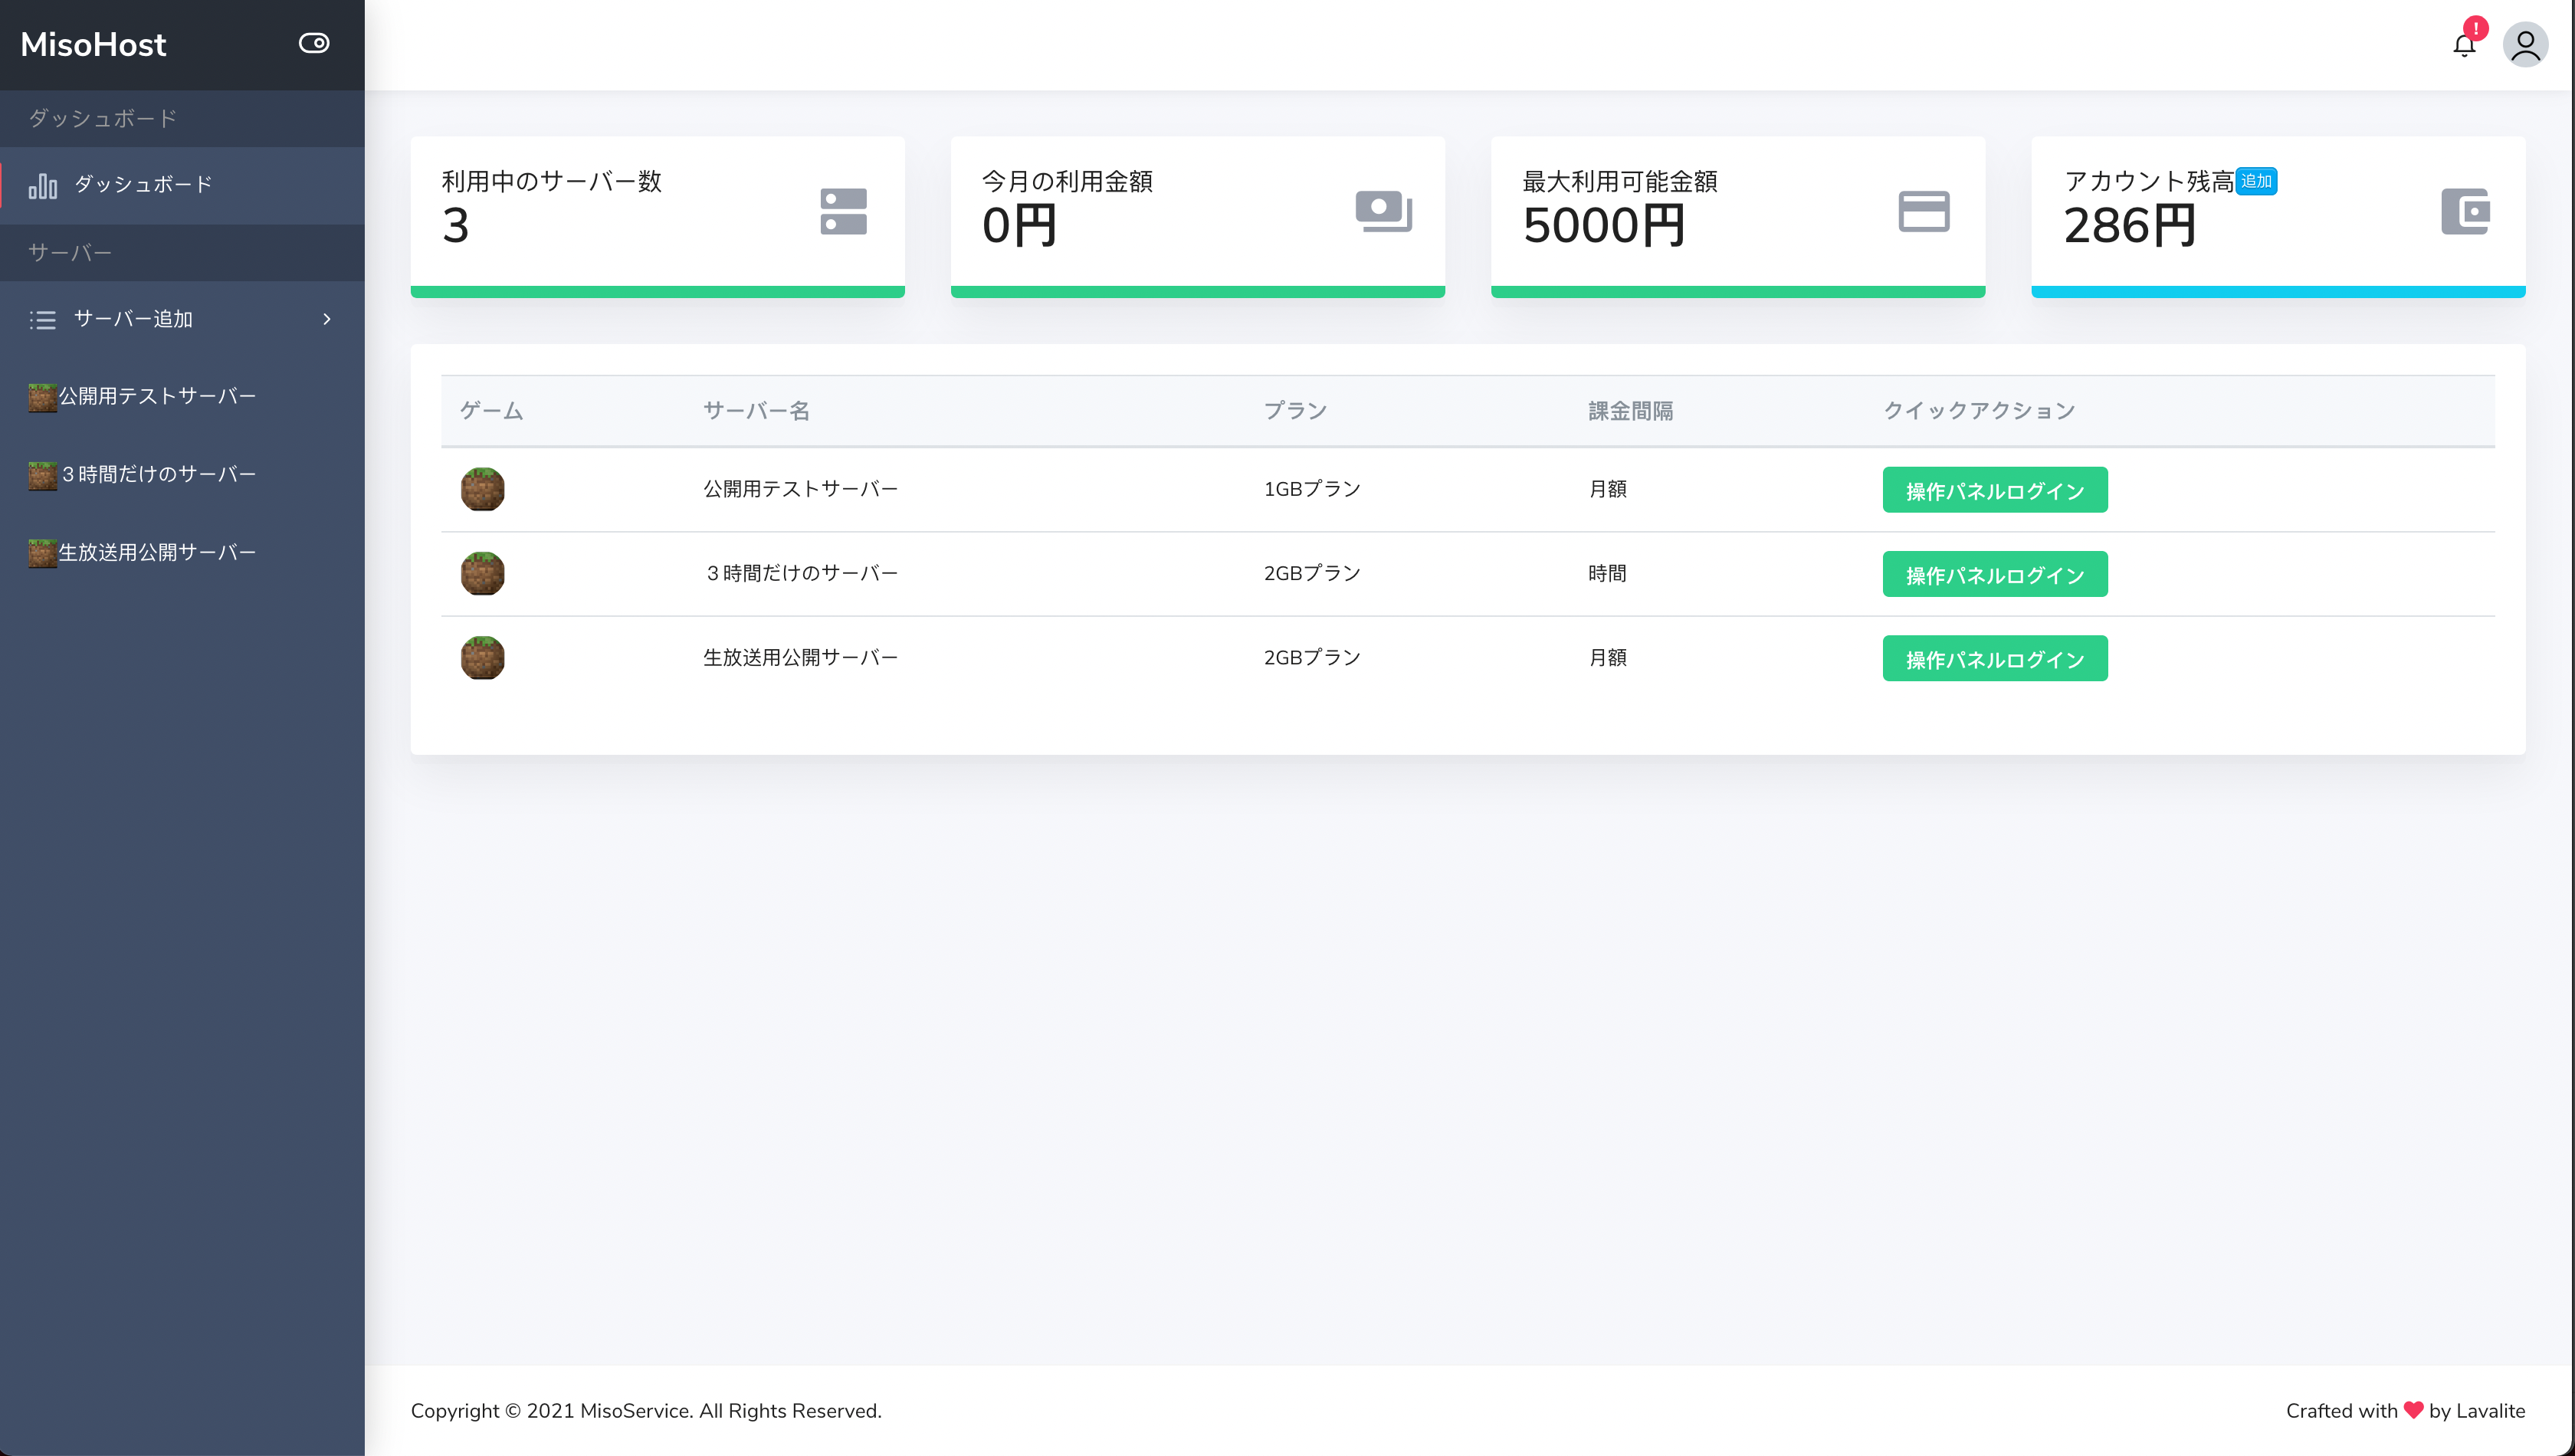 MisoHost
!
ダッシュボード
ダッシュボード
サーバー
サーバー追加
公開用テストサーバー
３時間だけのサーバー
生放送用公開サーバー
利用中のサーバー数
3
今月の利用金額
0円
最大利用可能金額
5000円
アカウント残高 追加
286円
ゲーム サーバー名 プラン 課金間隔 クイックアクション
公開用テストサーバー 1GBプラン 月額 操作パネルログイン
３時間だけのサーバー 2GBプラン 時間 操作パネルログイン
生放送用公開サーバー 2GBプラン 月額 操作パネルログイン
Copyright © 2021 MisoService. All Rights Reserved.
Crafted with ♥ by Lavalite